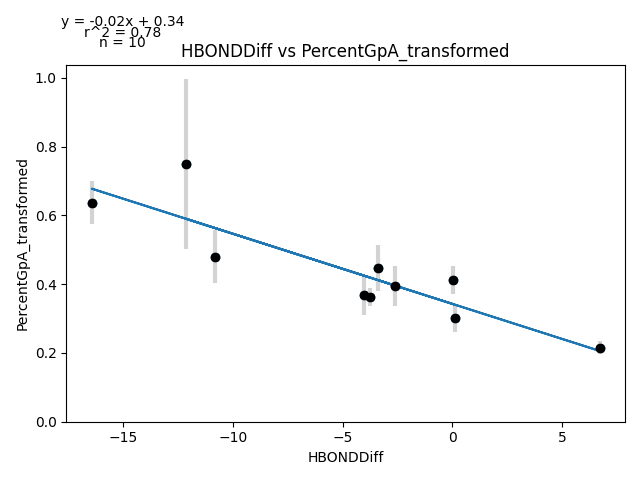 y = -0.02x + 0.34
r^2 = 0.78
n = 10
HBONDDiff vs PercentGpA_transformed
PercentGpA_transformed
1.0
0.8
0.6
0.4
0.2
0.0
−15
−10
−5
0
5
HBONDDiff